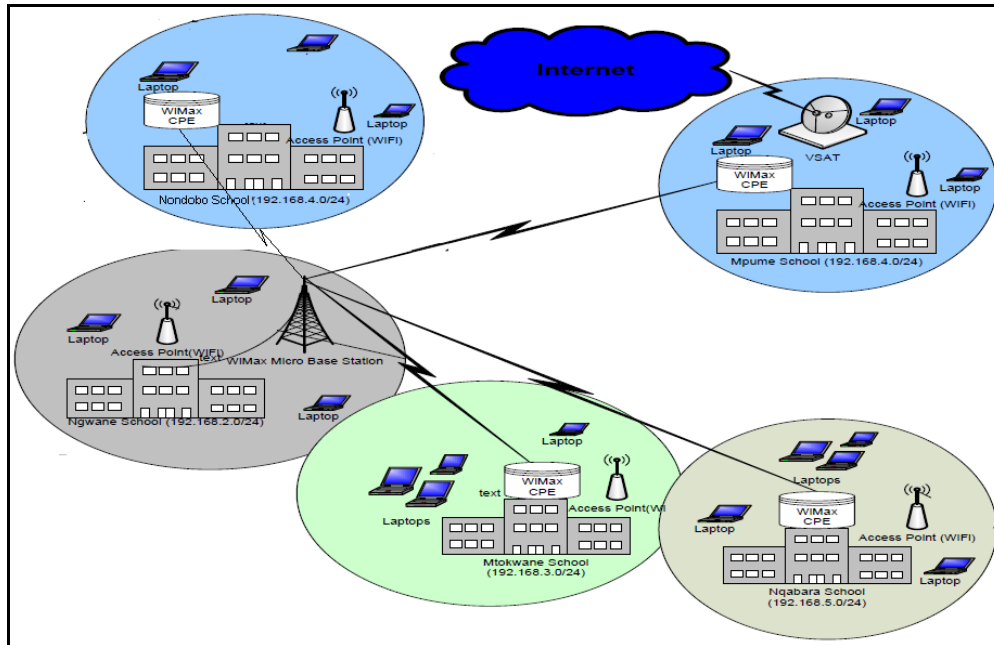 Internet
Laptop
WIMax
CPE
Access Point (WIFI)
Laptop
Nondobo School (192.168.4.0/24)
Laptop
VSAT
Laptop
WIMax
CPE
Laptop
Access Point (WIFI)
Mpume School (192.168.4.0/24)
Laptop
Laptop
Access Point(WIFI)
text
WIMax Micro Base Station
Ngwane School (192.168.2.0/24)
Laptop
Laptop
WIMax
CPE
text
Laptops
Access Point(WI
Mtokwane School
(192.168.3.0/24)
Laptops
WIMax
CPE
Laptop
Access Point (WIFI)
Laptop
Nqabara School
(192.168.5.0/24)